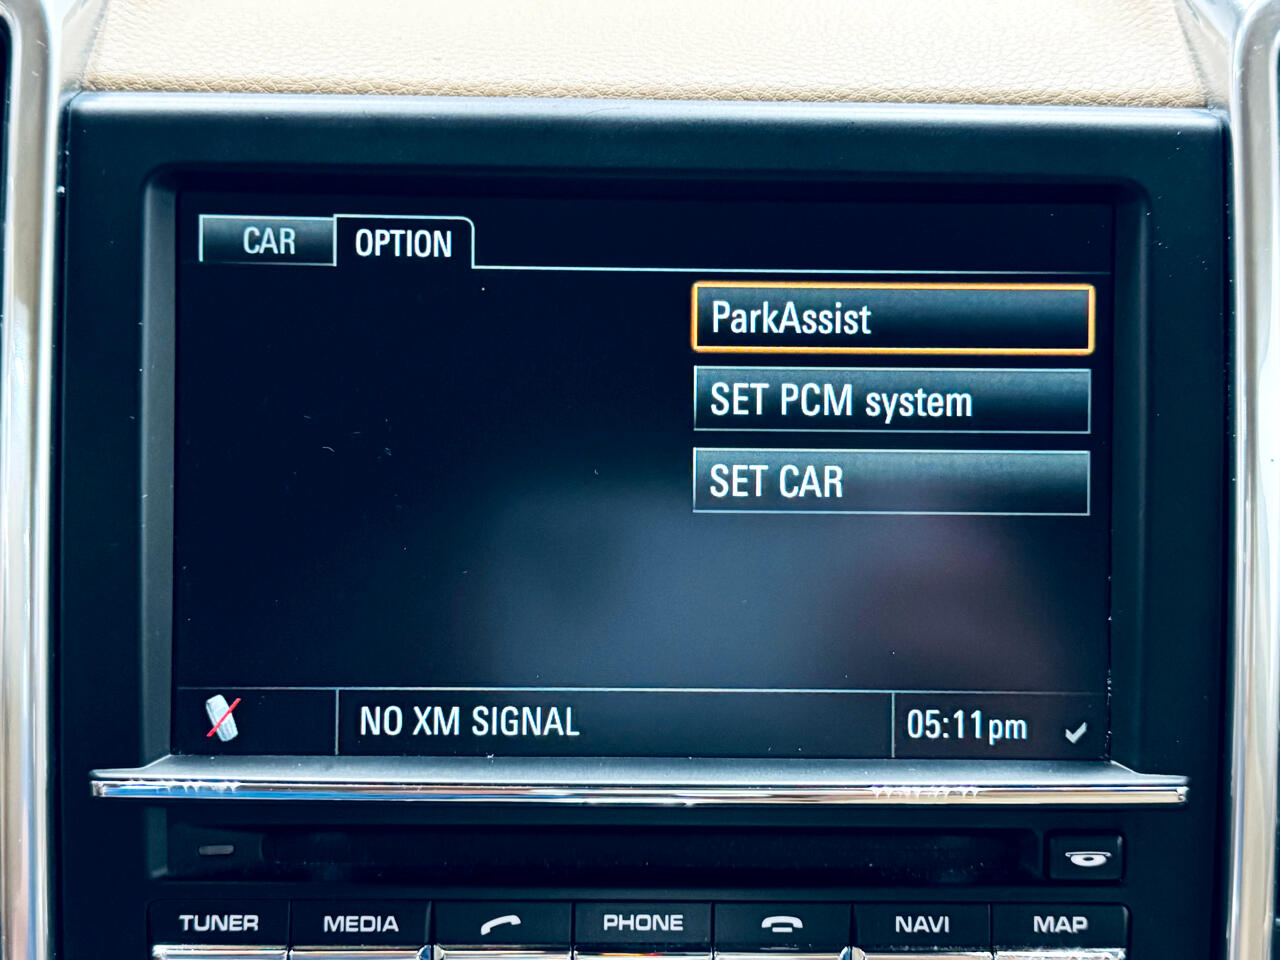 CAR OPTION
ParkAssist
SET PCM system
SET CAR
NO XM SIGNAL 05:11pm
TUNER MEDIA PHONE NAVI MAP